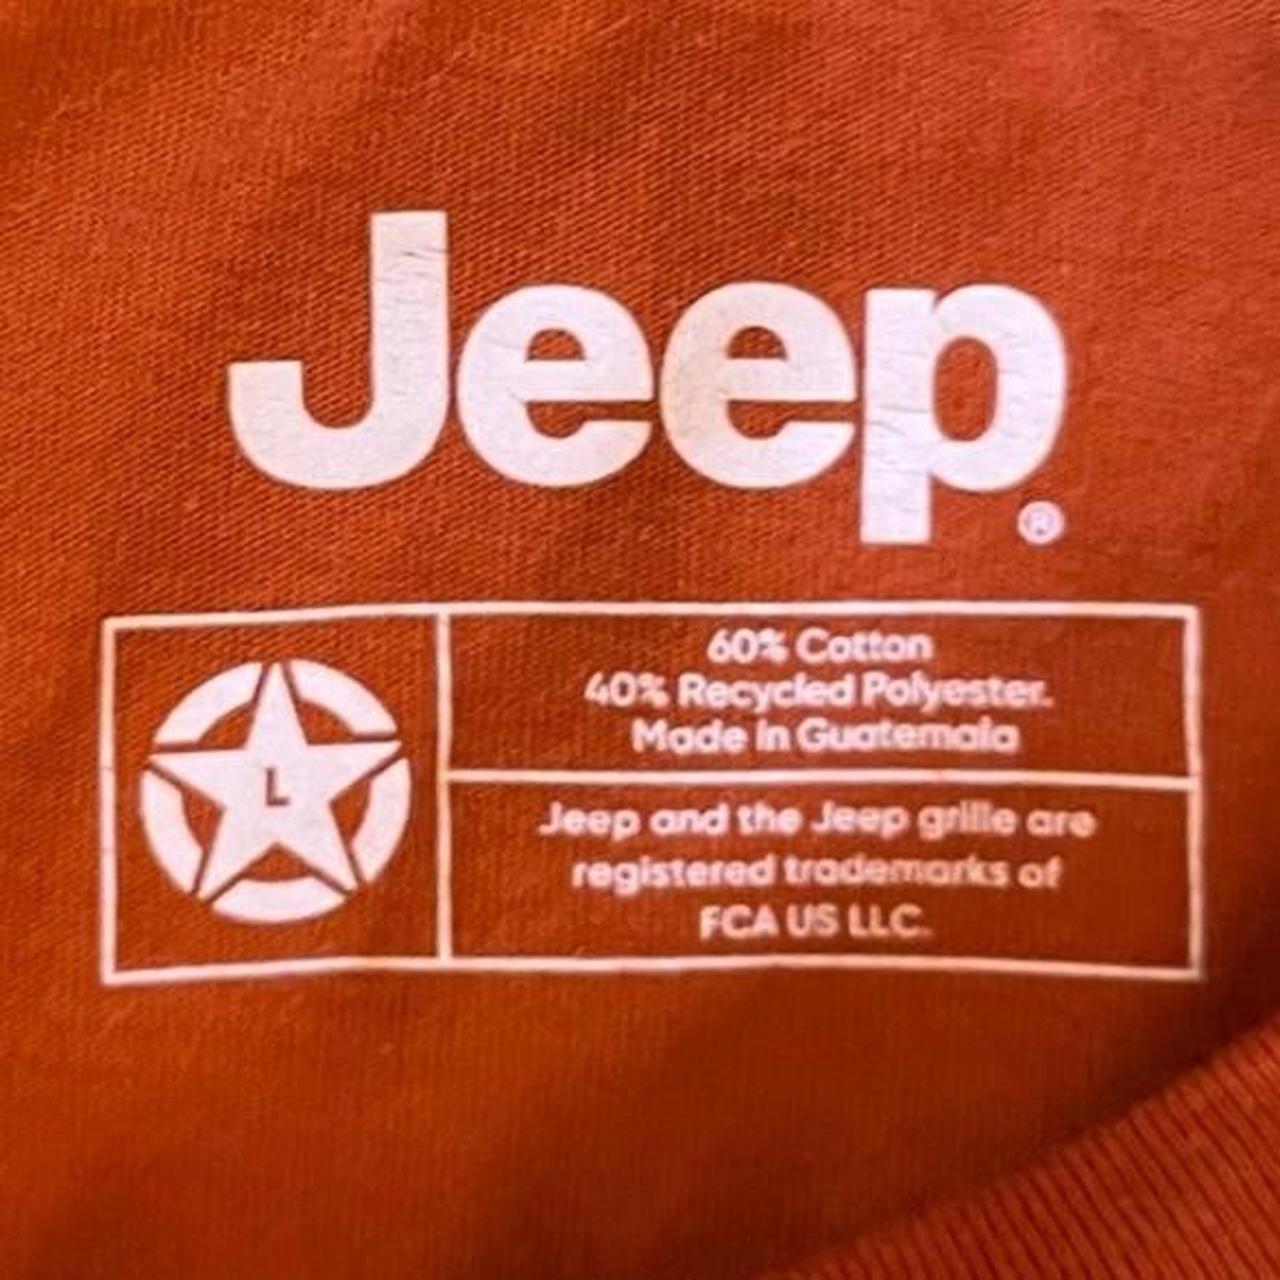 Jeep®
L
60% Cotton
40% Recycled Polyester.
Made in Guatemala
Jeep and the Jeep grille are
registered trademarks of
FCA US LLC.